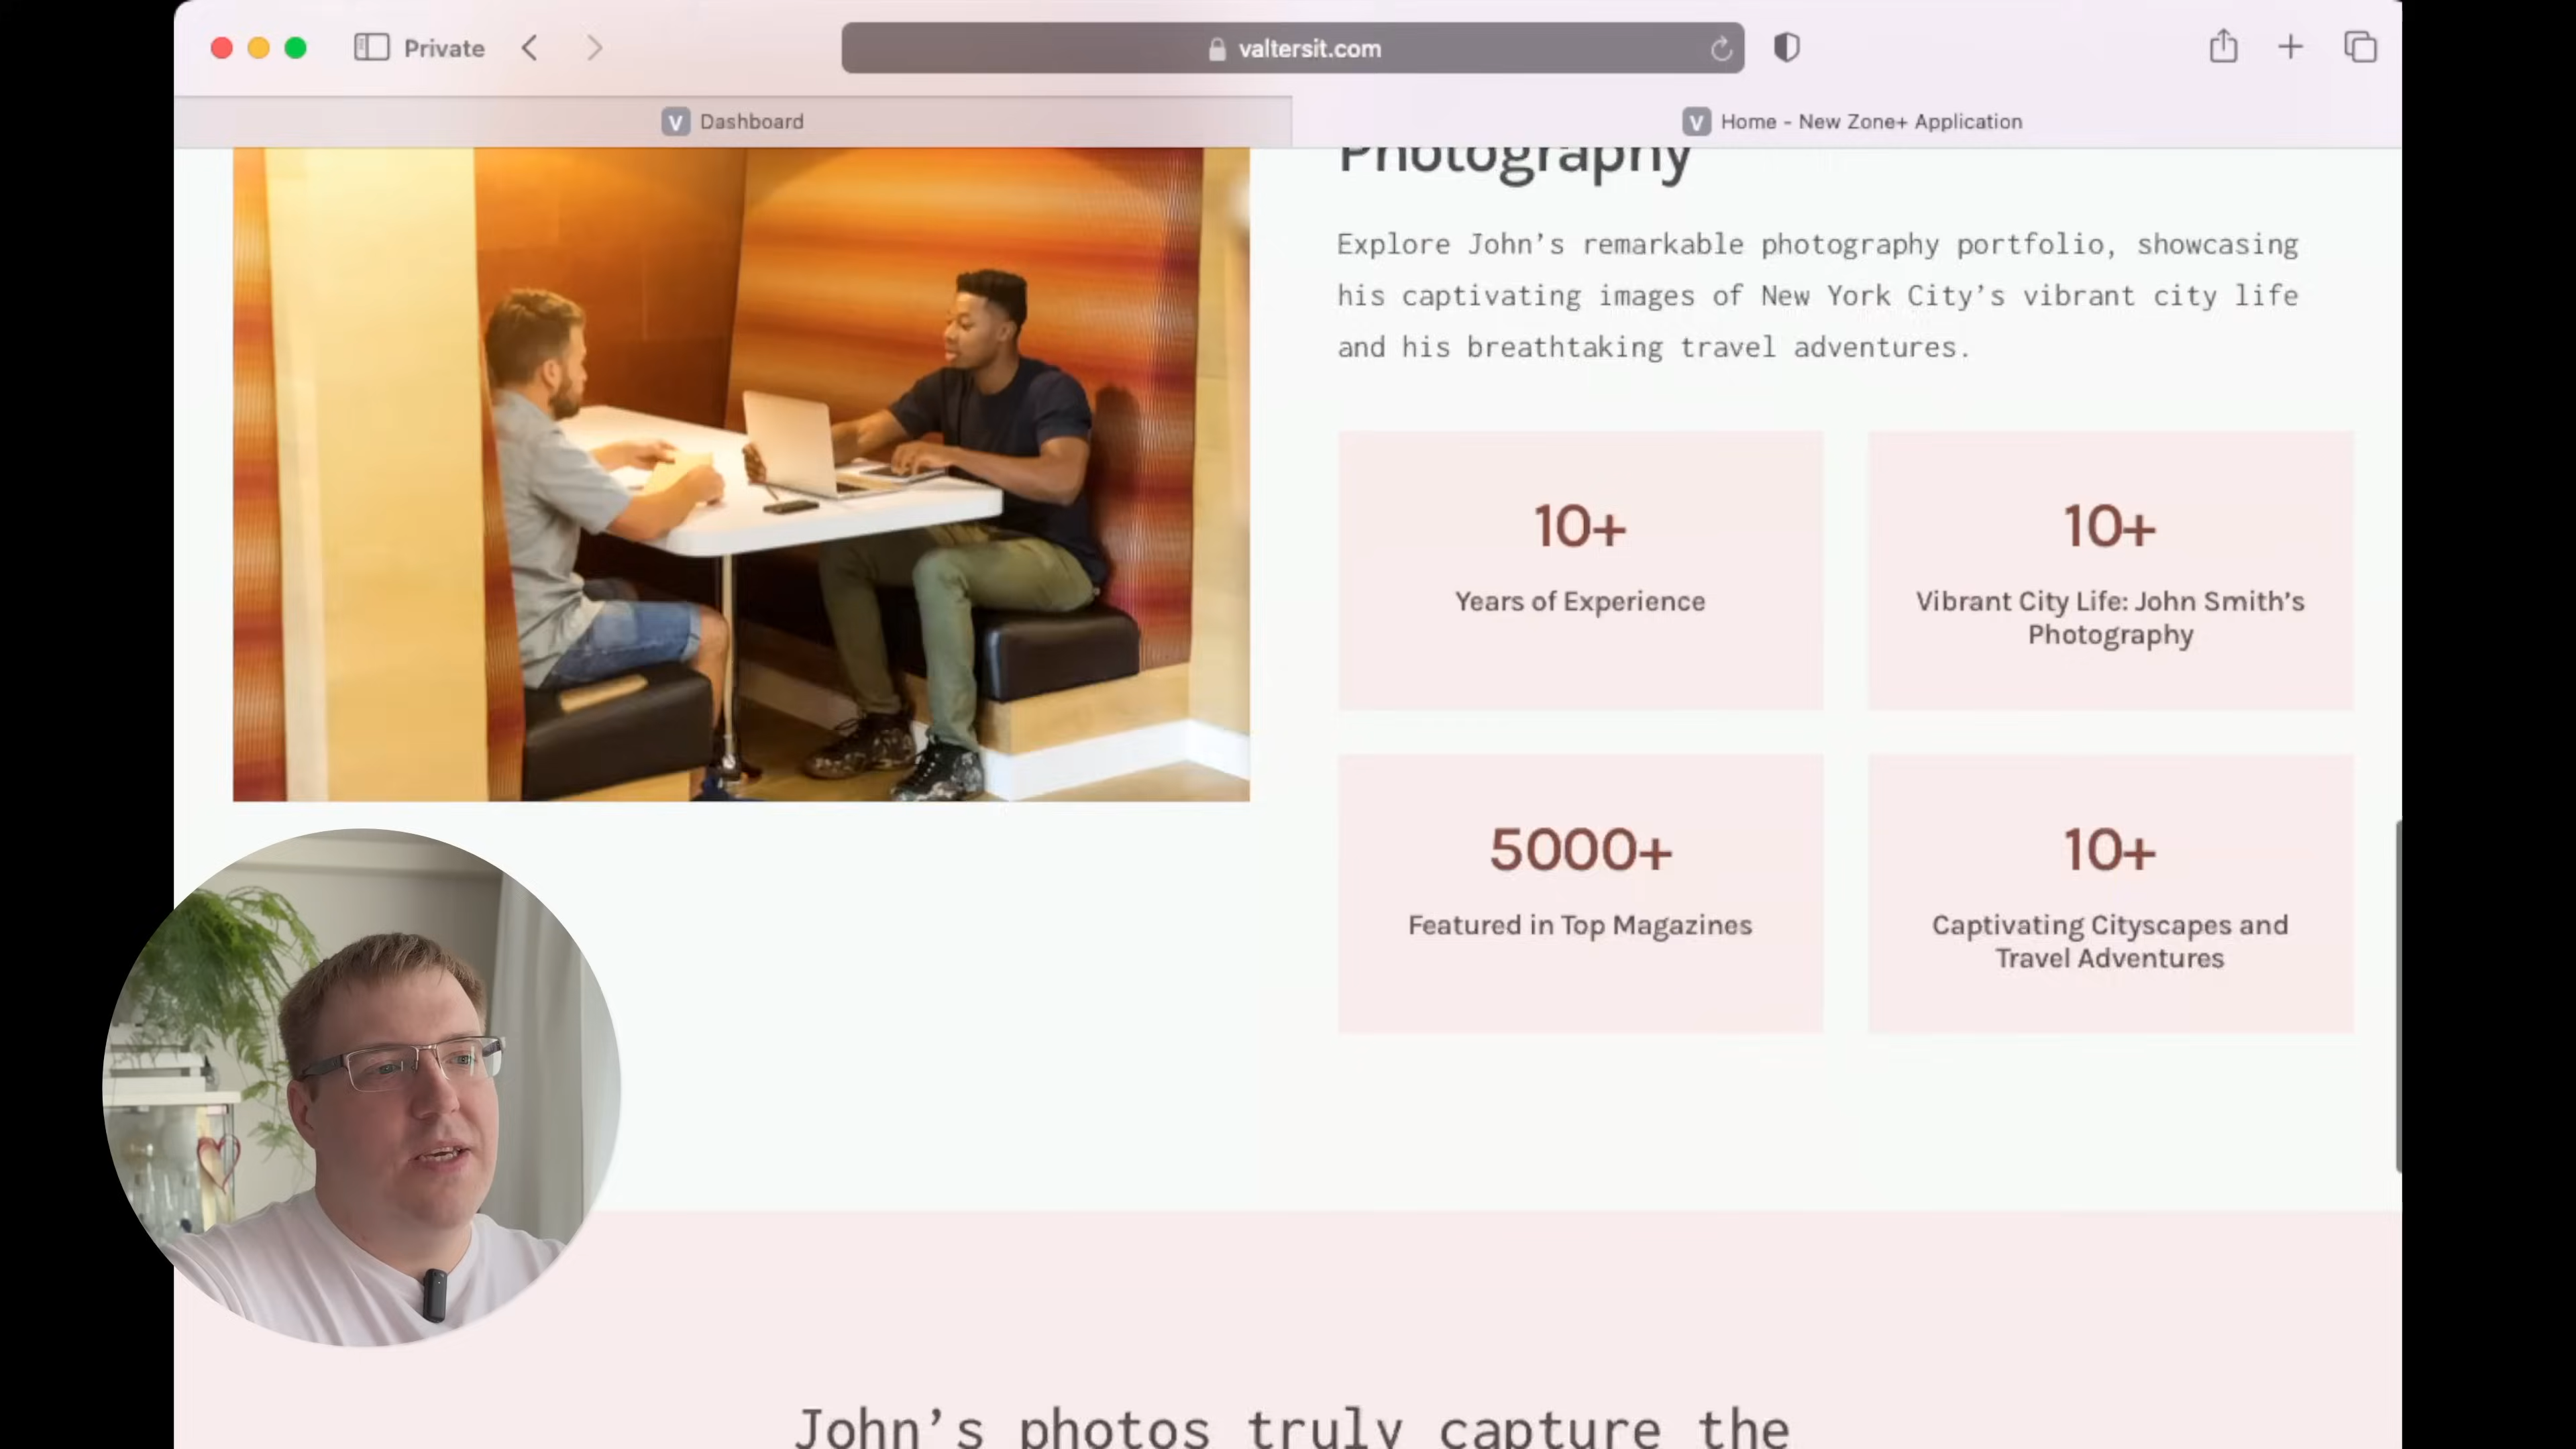 Private
valtersit.com
V Dashboard
V Home - New Zone+ Application
Photography
Explore John's remarkable photography portfolio, showcasing
his captivating images of New York City's vibrant city life
and his breathtaking travel adventures.
10+
Years of Experience
10+
Vibrant City Life: John Smith's
Photography
5000+
Featured in Top Magazines
10+
Captivating Cityscapes and
Travel Adventures
John's photos truly capture the